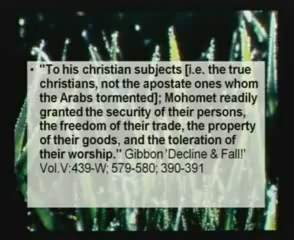 • "To his christian subjects [i.e. the true
christians, not the apostate ones whom
the Arabs tormented]; Mohomet readily
granted the security of their persons,
the freedom of their trade, the property
of their goods, and the toleration of
their worship." Gibbon 'Decline & Fall!'
Vol.V:439-W; 579-580; 390-391